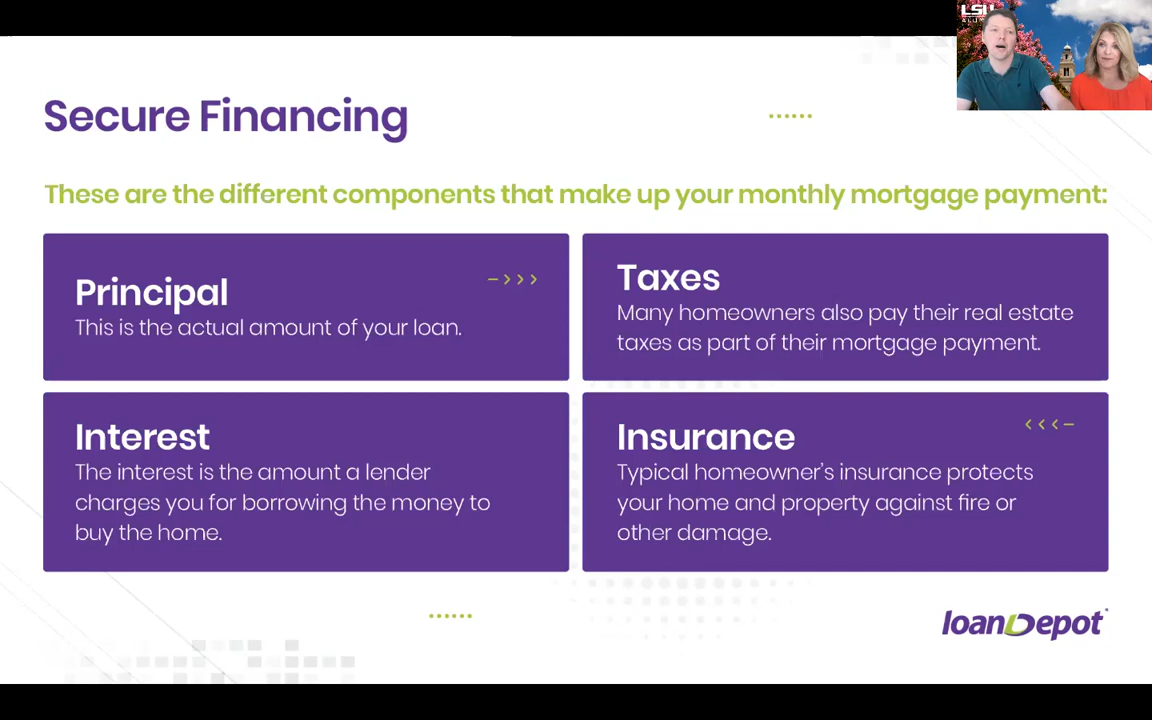 LSU
Secure Financing
These are the different components that make up your monthly mortgage payment:
Principal
This is the actual amount of your loan.
Taxes
Many homeowners also pay their real estate
taxes as part of their mortgage payment.
Interest
The interest is the amount a lender
charges you for borrowing the money to
buy the home.
Insurance
Typical homeowner's insurance protects
your home and property against fire or
other damage.
loanDepot